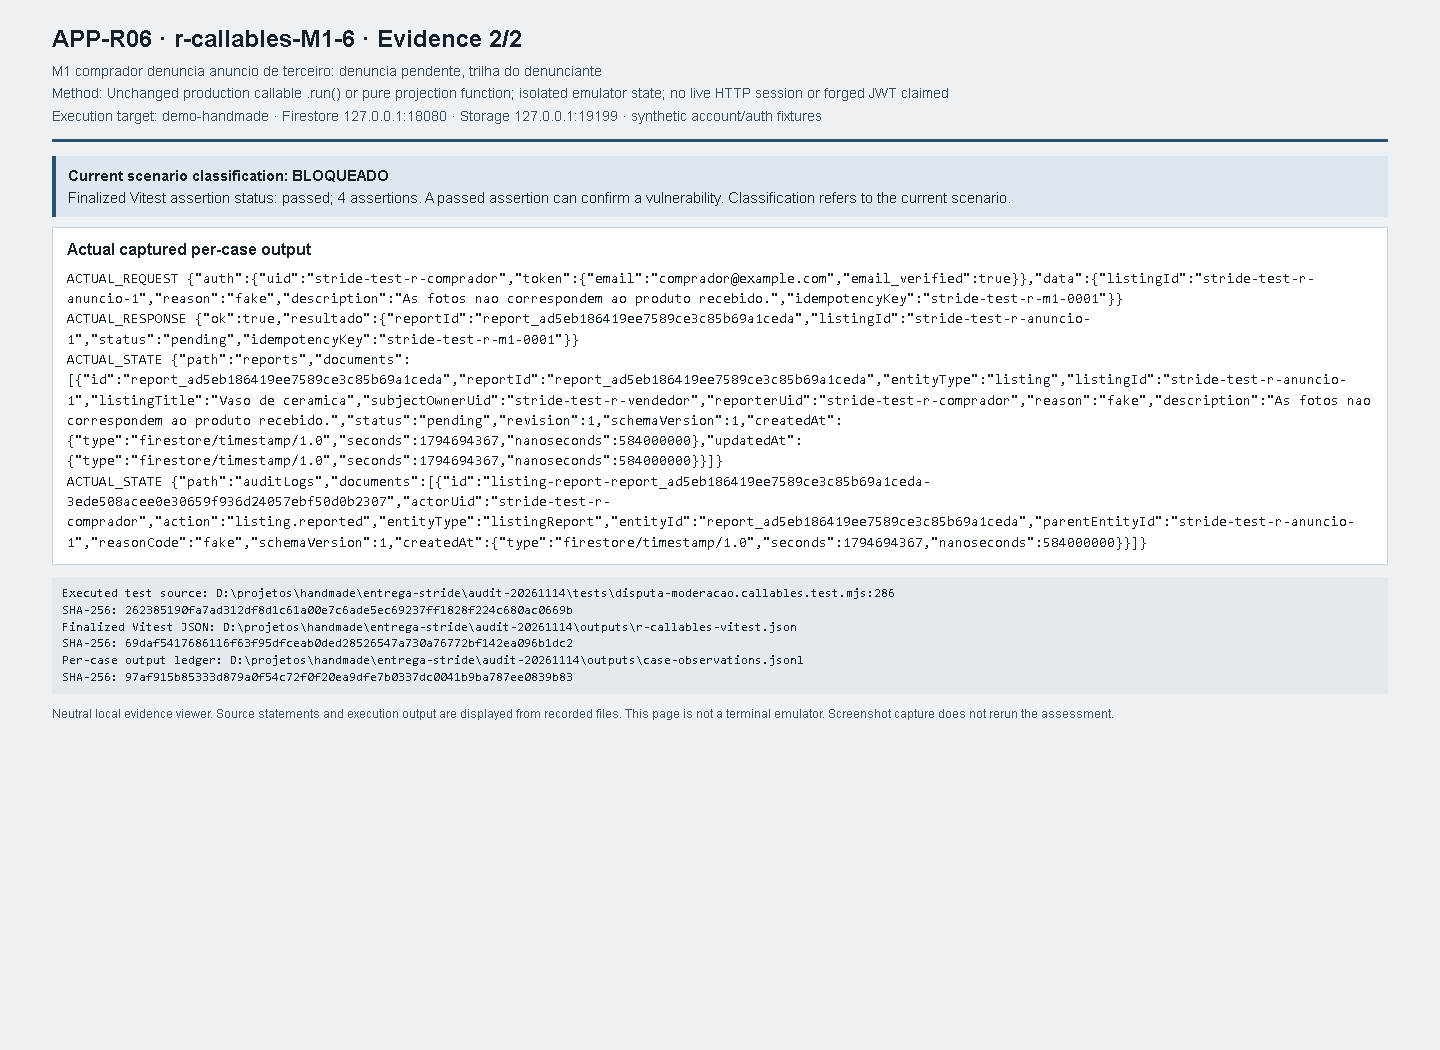 APP-R06 · r-callables-M1-6 · Evidence 2/2
M1 comprador denuncia anuncio de terceiro: denuncia pendente, trilha do denunciante
Method: Unchanged production callable .run() or pure projection function; isolated emulator state; no live HTTP session or forged JWT claimed
Execution target: demo-handmade · Firestore 127.0.0.1:18080 · Storage 127.0.0.1:19199 · synthetic account/auth fixtures
Current scenario classification: BLOQUEADO
Finalized Vitest assertion status: passed; 4 assertions. A passed assertion can confirm a vulnerability. Classification refers to the current scenario.
Actual captured per-case output
ACTUAL_REQUEST {"auth":{"uid":"stride-test-r-comprador","token":{"email":"comprador@example.com","email_verified":true}},"data":{"listingId":"stride-test-r-
anuncio-1","reason":"fake","description":"As fotos nao correspondem ao produto recebido.","idempotencyKey":"stride-test-r-m1-0001"}}
ACTUAL_RESPONSE {"ok":true,"resultado":{"reportId":"report_ad5eb186419ee7589ce3c85b69a1ceda","listingId":"stride-test-r-anuncio-
1","status":"pending","idempotencyKey":"stride-test-r-m1-0001"}}
ACTUAL_STATE {"path":"reports","documents":
[{"id":"report_ad5eb186419ee7589ce3c85b69a1ceda","reportId":"report_ad5eb186419ee7589ce3c85b69a1ceda","entityType":"listing","listingId":"stride-test-r-anuncio-
1","listingTitle":"Vaso de ceramica","subjectOwnerUid":"stride-test-r-vendedor","reporterUid":"stride-test-r-comprador","reason":"fake","description":"As fotos nao
correspondem ao produto recebido.","status":"pending","revision":1,"schemaVersion":1,"createdAt":
{"type":"firestore/timestamp/1.0","seconds":1794694367,"nanoseconds":584000000},"updatedAt":
{"type":"firestore/timestamp/1.0","seconds":1794694367,"nanoseconds":584000000}}]}
ACTUAL_STATE {"path":"auditLogs","documents":[{"id":"listing-report-report_ad5eb186419ee7589ce3c85b69a1ceda-
3ede508acee0e30659f936d24057ebf50d0b2307","actorUid":"stride-test-r-
comprador","action":"listing.reported","entityType":"listingReport","entityId":"report_ad5eb186419ee7589ce3c85b69a1ceda","parentEntityId":"stride-test-r-anuncio-
1","reasonCode":"fake","schemaVersion":1,"createdAt":{"type":"firestore/timestamp/1.0","seconds":1794694367,"nanoseconds":584000000}}]}
Executed test source: D:\projetos\handmade\entrega-stride\audit-20261114\tests\disputa-moderacao.callables.test.mjs:286
SHA-256: 262385190fa7ad312df8d1c61a00e7c6ade5ec69237ff1828f224c680ac0669b
Finalized Vitest JSON: D:\projetos\handmade\entrega-stride\audit-20261114\outputs\r-callables-vitest.json
SHA-256: 69daf5417686116f63f95dfceab0ded28526547a730a76772bf142ea096b1dc2
Per-case output ledger: D:\projetos\handmade\entrega-stride\audit-20261114\outputs\case-observations.jsonl
SHA-256: 97af915b85333d879a0f54c72f0f20ea9dfe7b0337dc0041b9ba787ee0839b83
Neutral local evidence viewer. Source statements and execution output are displayed from recorded files. This page is not a terminal emulator. Screenshot capture does not rerun the assessment.